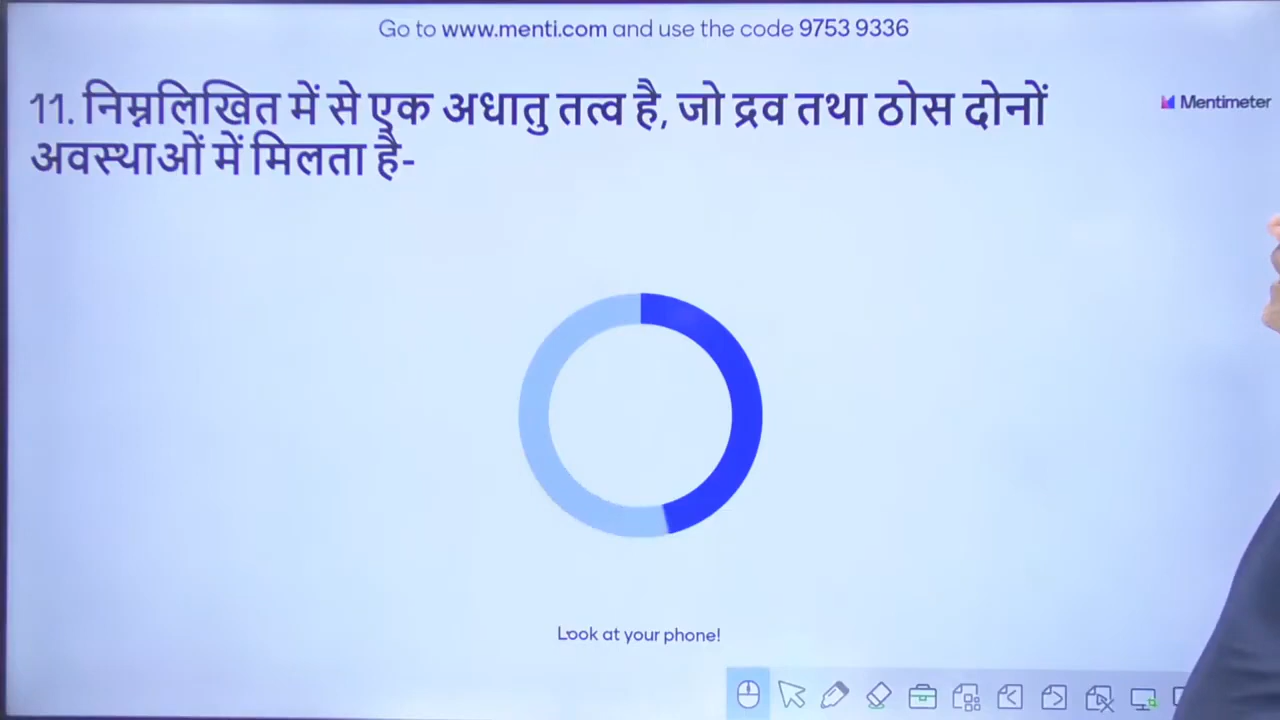 Go to www.menti.com and use the code 9753 9336
11. निम्नलिखित में से एक अधातु तत्व है, जो द्रव तथा ठोस दोनों
Mentimeter
अवस्थाओं में मिलता है-
Look at your phone!